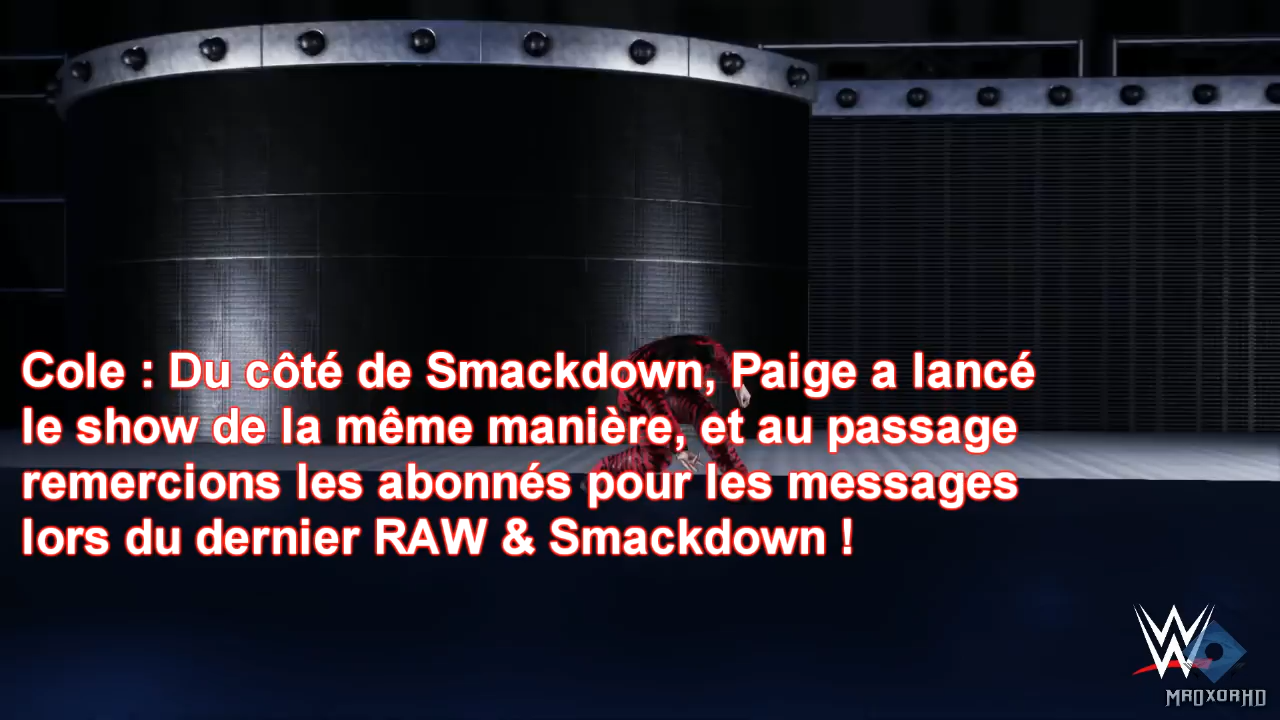 Cole : Du côté de Smackdown, Paige a lancé
le show de la même manière, et au passage
remercions les abonnés pour les messages
lors du dernier RAW & Smackdown !
W
MrDXORHD